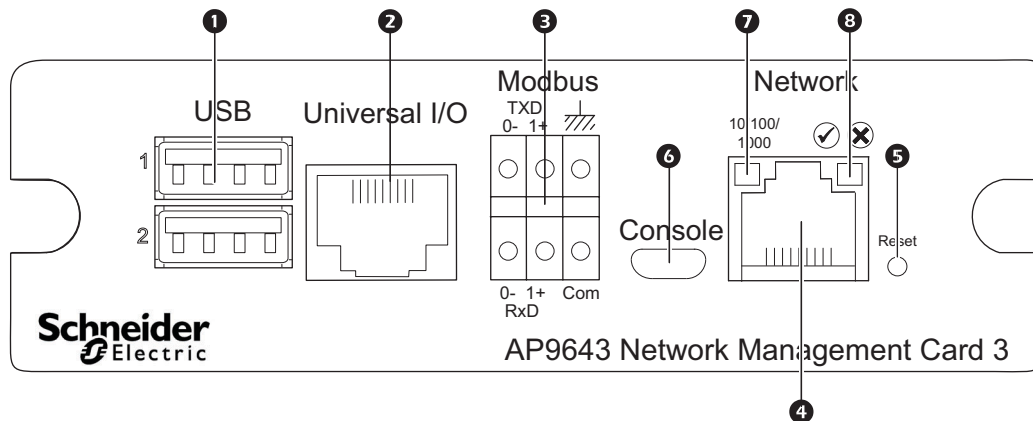 1 2 3 7 8
Modbus Network
USB Universal I/O TXD
0- 1+ 10/100/
1000
1
6 5
2 Console Reset
0- 1+ Com
RxD
Schneider
Electric
AP9643 Network Management Card 3
4